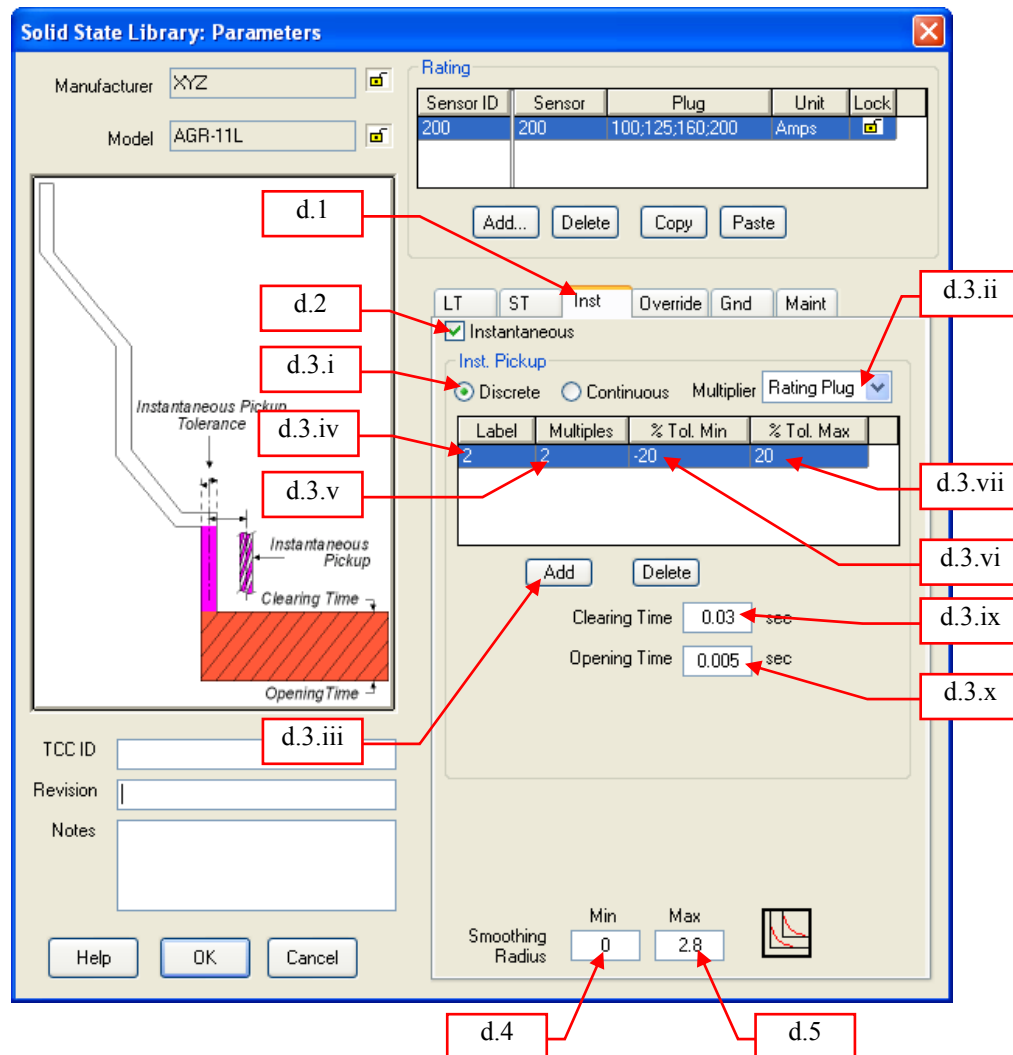 Solid State Library: Parameters
Manufacturer XYZ
Model AGR-11L
Rating
Sensor ID Sensor Plug Unit Lock
200 200 100;125;160;200 Amps
Add... Delete Copy Paste
d.1
d.2
d.3.i
d.3.iv
d.3.v
d.3.iii
Instantaneous Pickup
Tolerance
Instantaneous
Pickup
Clearing Time
Opening Time
LT ST Inst Override Gnd Maint
Instantaneous
Inst. Pickup
Discrete Continuous Multiplier Rating Plug
Label Multiples % Tol. Min % Tol. Max
2 2 -20 20
Add Delete
Clearing Time 0.03 sec
Opening Time 0.005 sec
d.3.ii
d.3.vii
d.3.vi
d.3.ix
d.3.x
TCC ID
Revision
Notes
Help OK Cancel
Min Max
Smoothing
Radius 0 2.8
d.4 d.5